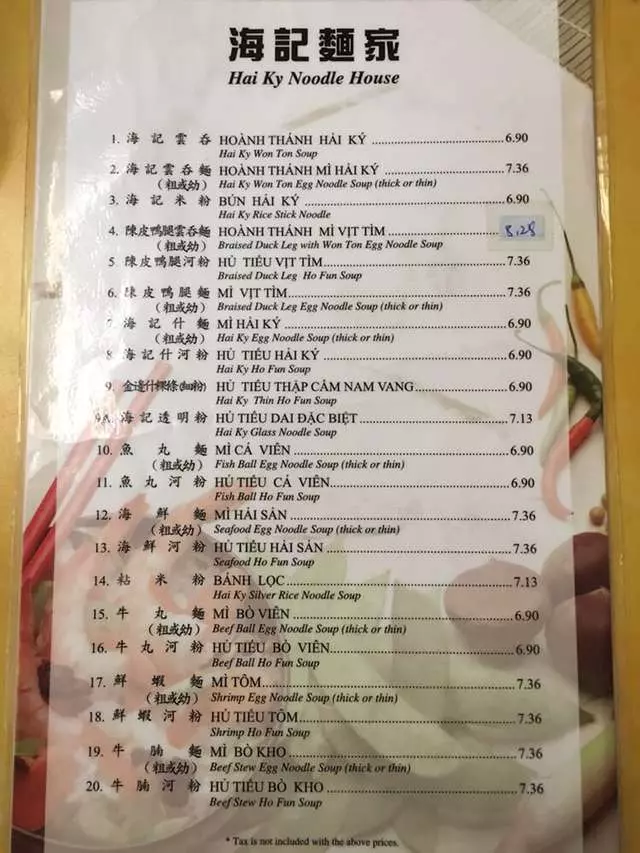 海記麵家
Hai Ky Noodle House
1. 海記雲吞 HOÀNH THÁNH HẢI KÝ 6.90
Hai Ky Won Ton Soup
2. 海記雲吞麵 HOÀNH THÁNH MÌ HẢI KÝ 7.36
(粗或幼) Hai Ky Won Ton Egg Noodle Soup (thick or thin)
3. 海記米粉 BÚN HẢI KÝ 6.90
Hai Ky Rice Stick Noodle
4. 陳皮鴨腿雲吞麵 HOÀNH THÁNH MÌ VỊT TÌM 8.28
(粗或幼) Braised Duck Leg with Won Ton Egg Noodle Soup
5. 陳皮鴨腿河粉 HỦ TIẾU VỊT TÌM 7.36
Braised Duck Leg Ho Fun Soup
6. 陳皮鴨腿麵 MÌ VỊT TÌM 7.36
(粗或幼) Braised Duck Leg Egg Noodle Soup (thick or thin)
7. 海記什麵 MÌ HẢI KÝ 6.90
(粗或幼) Hai Ky Egg Noodle Soup (thick or thin)
8. 海記什河粉 HỦ TIẾU HẢI KÝ 6.90
Hai Ky Ho Fun Soup
9. 金邊什粿條(幼粉) HỦ TIẾU THẬP CẨM NAM VANG 6.90
Hai Ky Thin Ho Fun Soup
9A. 海記透明粉 HỦ TIẾU DAI ĐẶC BIỆT 7.13
Hai Ky Glass Noodle Soup
10. 魚丸麵 MÌ CÁ VIÊN 6.90
(粗或幼) Fish Ball Egg Noodle Soup (thick or thin)
11. 魚丸河粉 HỦ TIẾU CÁ VIÊN 6.90
Fish Ball Ho Fun Soup
12. 海鮮麵 MÌ HẢI SẢN 7.36
(粗或幼) Seafood Egg Noodle Soup (thick or thin)
13. 海鮮河粉 HỦ TIẾU HẢI SẢN 7.36
Seafood Ho Fun Soup
14. 粘米粉 BÁNH LỌC 7.13
Hai Ky Silver Rice Noodle Soup
15. 牛丸麵 MÌ BÒ VIÊN 6.90
(粗或幼) Beef Ball Egg Noodle Soup (thick or thin)
16. 牛丸河粉 HỦ TIẾU BÒ VIÊN 6.90
Beef Ball Ho Fun Soup
17. 鮮蝦麵 MÌ TÔM 7.36
(粗或幼) Shrimp Egg Noodle Soup (thick or thin)
18. 鮮蝦河粉 HỦ TIẾU TÔM 7.36
Shrimp Ho Fun Soup
19. 牛腩麵 MÌ BÒ KHO 7.36
(粗或幼) Beef Stew Egg Noodle Soup (thick or thin)
20. 牛腩河粉 HỦ TIẾU BÒ KHO 7.36
Beef Stew Ho Fun Soup
* Tax is not included with the above prices.